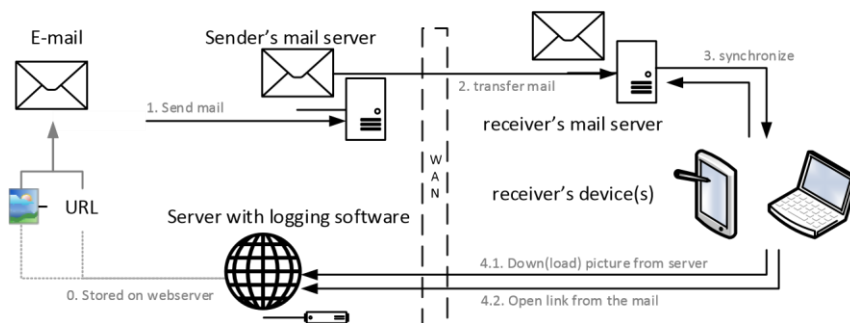 E-mail
Sender's mail server
3. synchronize
1. Send mail
2. transfer mail
receiver's mail server
W
A
N
receiver's device(s)
URL
Server with logging software
4.1. Down(load) picture from server
0. Stored on webserver
4.2. Open link from the mail